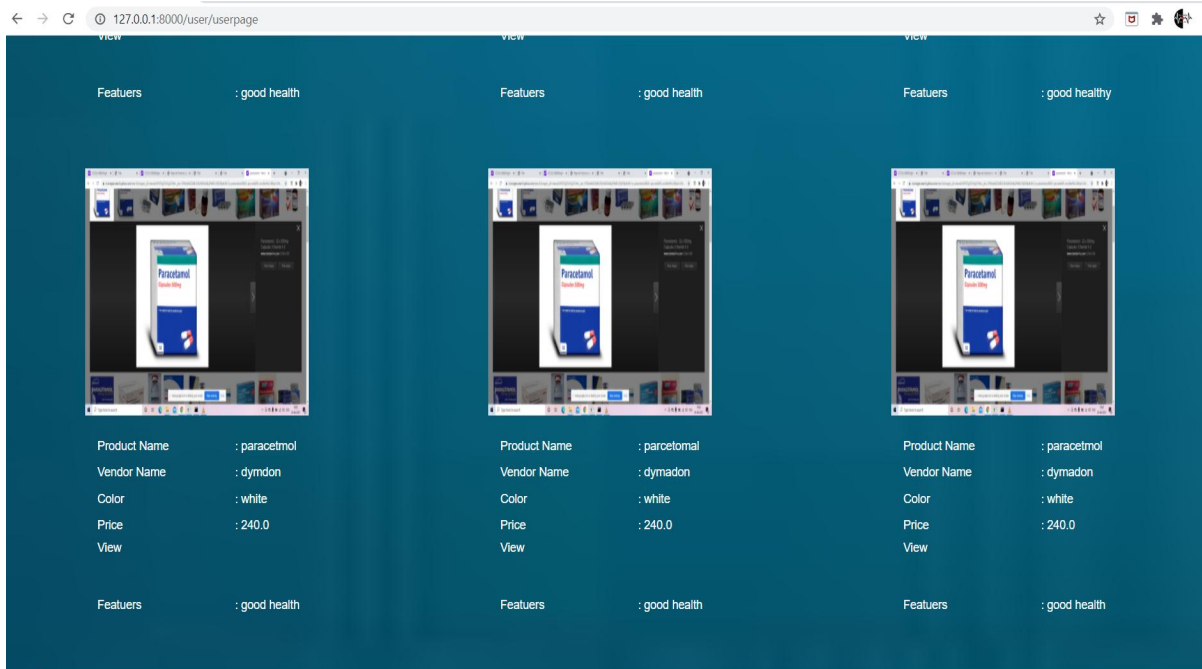 127.0.0.1:8000/user/userpage
View View View
Featuers : good health Featuers : good health Featuers : good healthy
Paracetamol Paracetamol Paracetamol
Product Name : paracetmol Product Name : parcetomal Product Name : paracetmol
Vendor Name : dymdon Vendor Name : dymadon Vendor Name : dymadon
Color : white Color : white Color : white
Price : 240.0 Price : 240.0 Price : 240.0
View View View
Featuers : good health Featuers : good health Featuers : good health